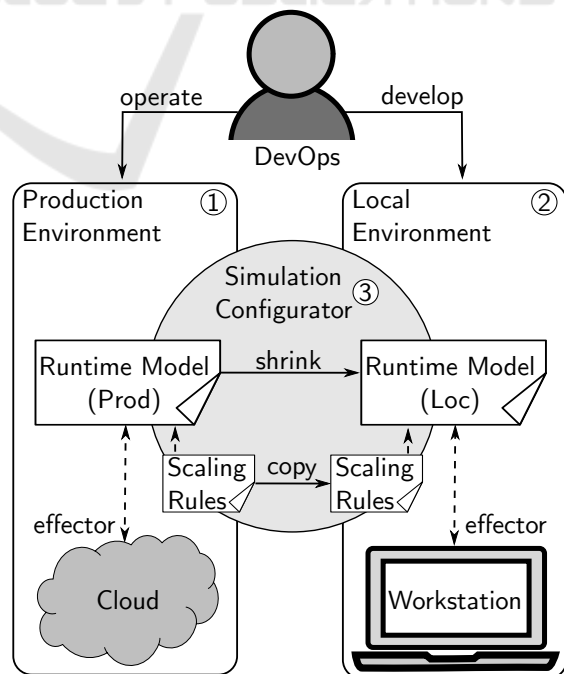 operate
develop
DevOps
Production
Environment
1
Local
Environment
2
Simulation
Configurator
3
Runtime Model
(Prod)
shrink
Runtime Model
(Loc)
Scaling
Rules
copy
Scaling
Rules
effector
effector
Cloud
Workstation